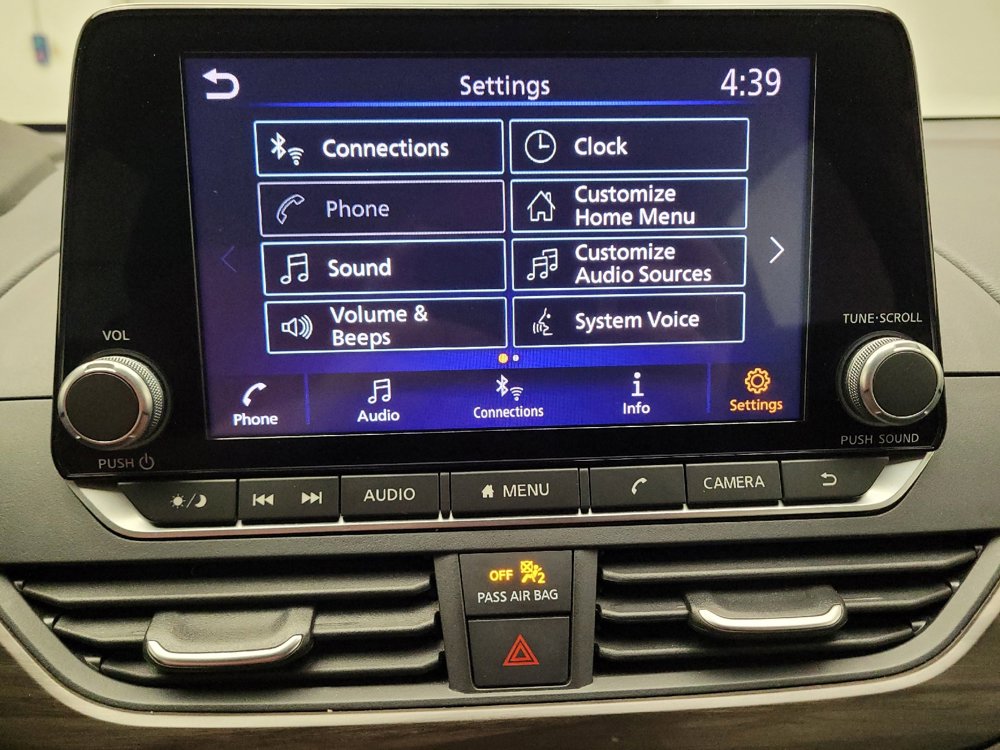 Settings
4:39
Connections
Clock
Phone
Customize
Home Menu
Sound
Customize
Audio Sources
Volume &
Beeps
System Voice
Phone
Audio
Connections
Info
Settings
VOL
PUSH
TUNE·SCROLL
PUSH SOUND
AUDIO
MENU
CAMERA
OFF 2
PASS AIR BAG